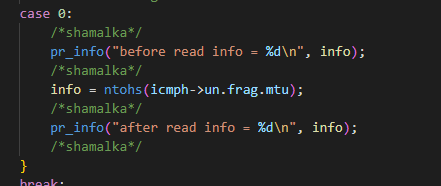 case 0:
/*shamalka*/
pr_info("before read info = %d\n", info);
/*shamalka*/
info = ntohs(icmph->un.frag.mtu);
/*shamalka*/
pr_info("after read info = %d\n", info);
/*shamalka*/
}
break;